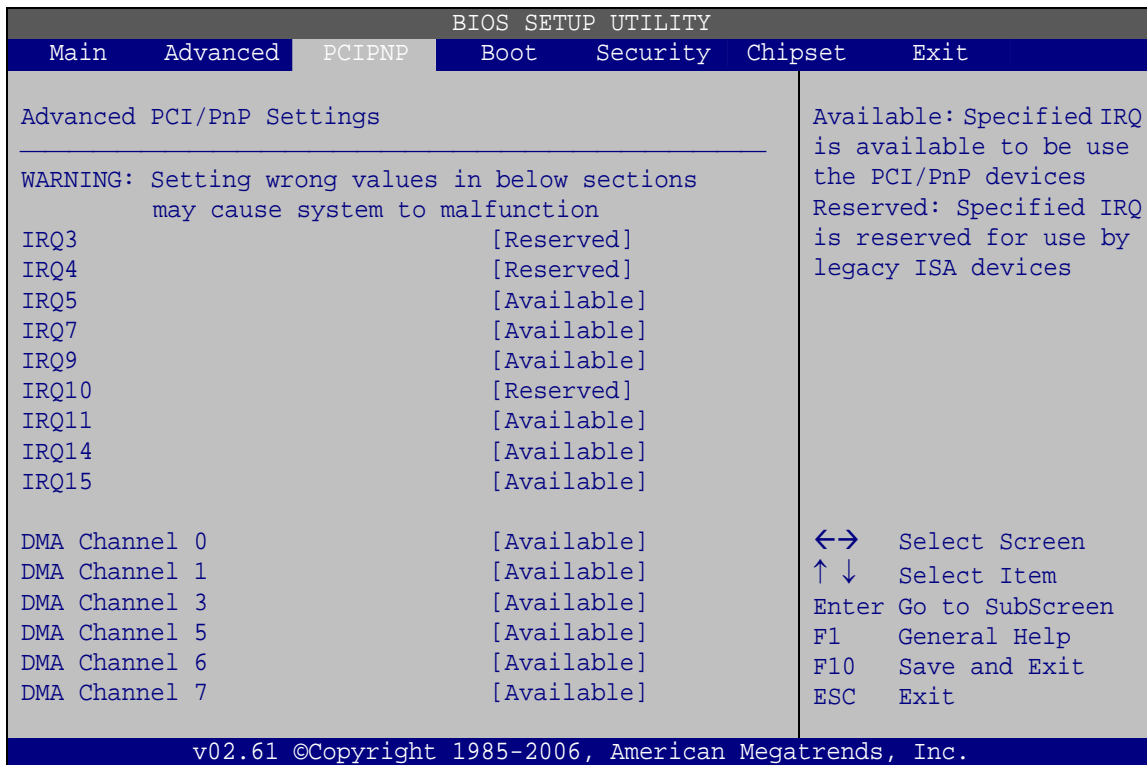 BIOS SETUP UTILITY
Main Advanced PCIPNP Boot Security Chipset Exit
Advanced PCI/PnP Settings
WARNING: Setting wrong values in below sections
may cause system to malfunction
IRQ3 [Reserved]
IRQ4 [Reserved]
IRQ5 [Available]
IRQ7 [Available]
IRQ9 [Available]
IRQ10 [Reserved]
IRQ11 [Available]
IRQ14 [Available]
IRQ15 [Available]
DMA Channel 0 [Available]
DMA Channel 1 [Available]
DMA Channel 3 [Available]
DMA Channel 5 [Available]
DMA Channel 6 [Available]
DMA Channel 7 [Available]
Available: Specified IRQ
is available to be use
the PCI/PnP devices
Reserved: Specified IRQ
is reserved for use by
legacy ISA devices
←→ Select Screen
↑ ↓ Select Item
Enter Go to SubScreen
F1 General Help
F10 Save and Exit
ESC Exit
v02.61 ©Copyright 1985-2006, American Megatrends, Inc.